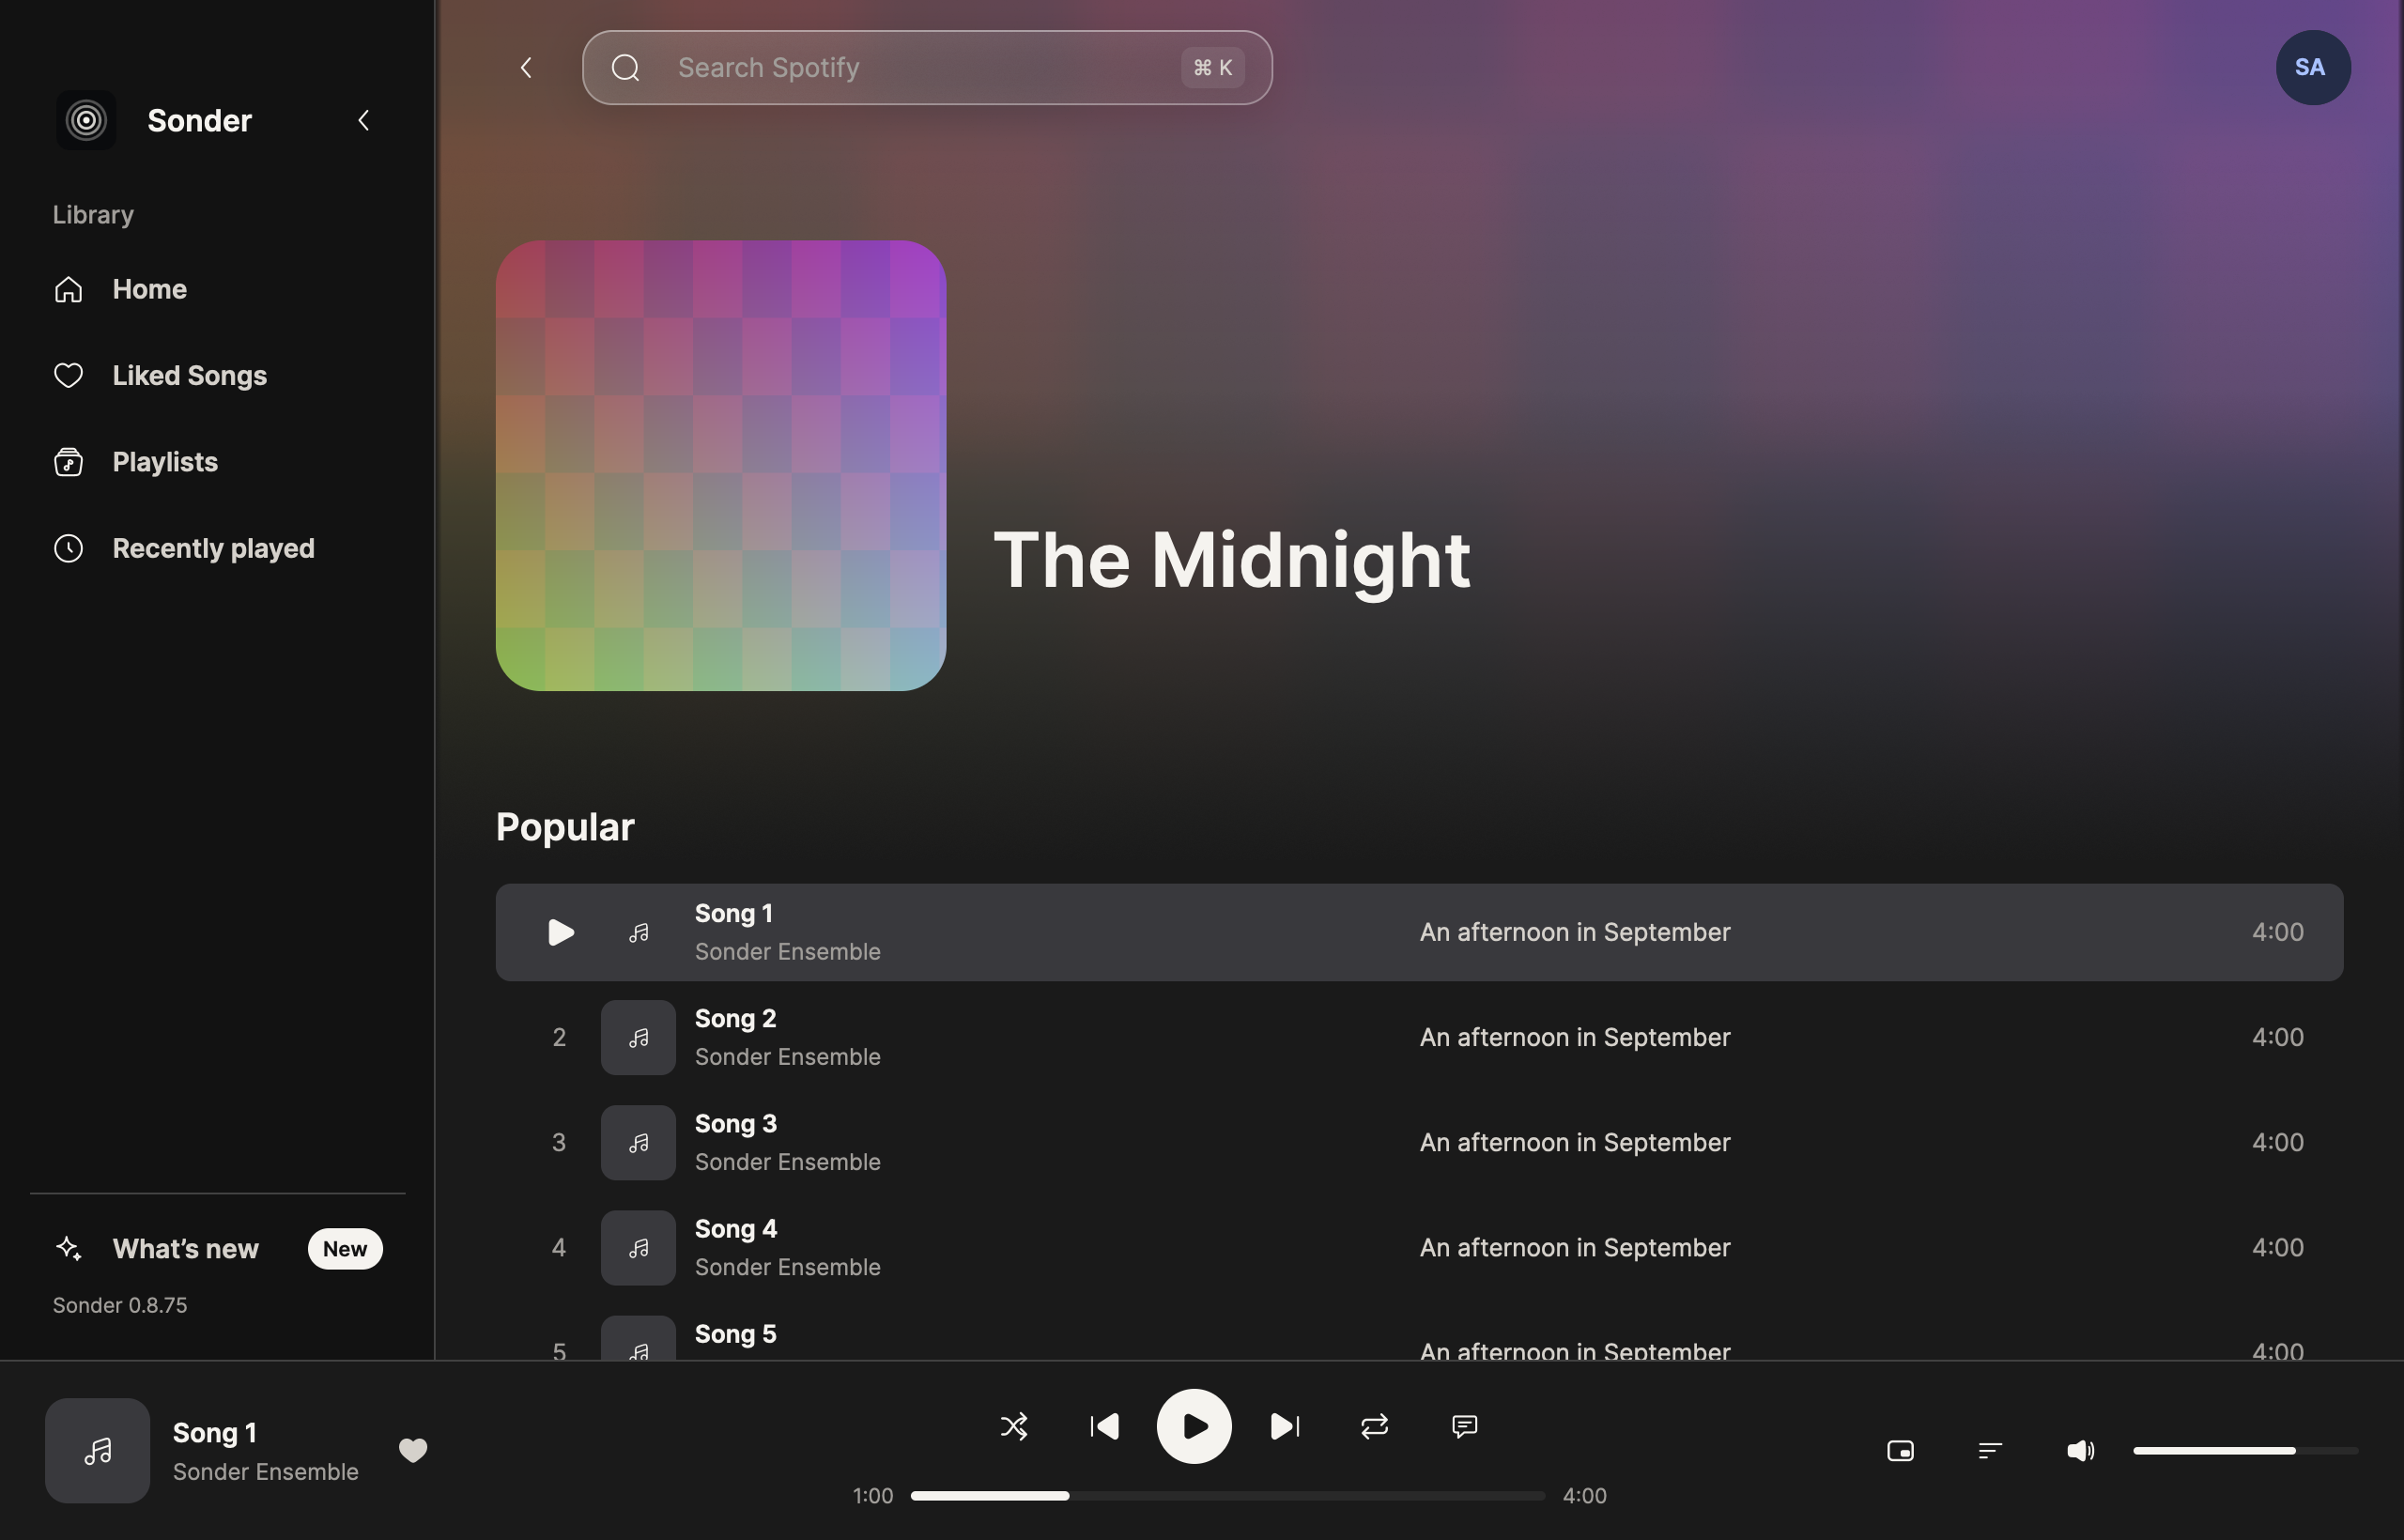 Sonder
Library
Home
Liked Songs
Playlists
Recently played
What’s new New
Sonder 0.8.75
Search Spotify ⌘ K
SA
The Midnight
Popular
Song 1
Sonder Ensemble
An afternoon in September
4:00
2
Song 2
Sonder Ensemble
An afternoon in September
4:00
3
Song 3
Sonder Ensemble
An afternoon in September
4:00
4
Song 4
Sonder Ensemble
An afternoon in September
4:00
5
Song 5
An afternoon in September
4:00
Song 1
Sonder Ensemble
1:00
4:00